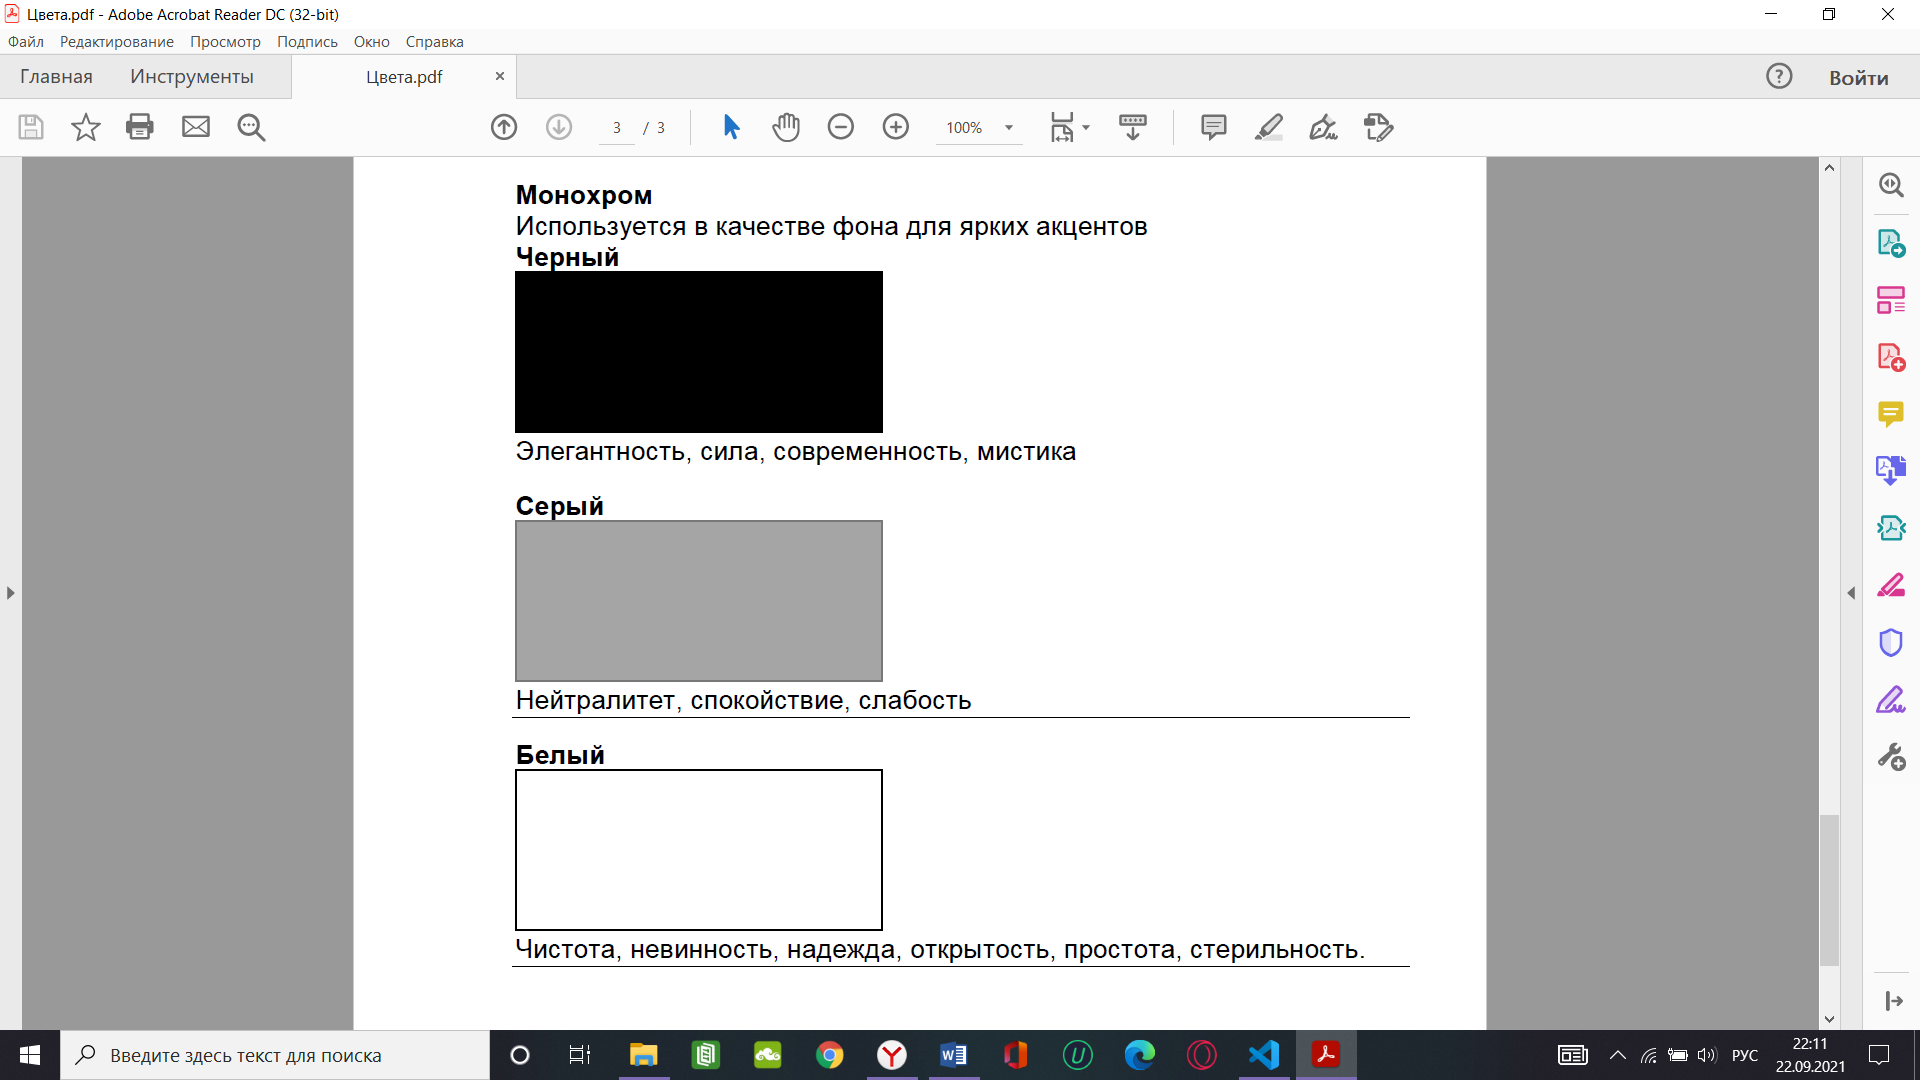 Цвета.pdf - Adobe Acrobat Reader DC (32-bit)
Файл Редактирование Просмотр Подпись Окно Справка
Главная Инструменты Цвета.pdf Войти
3 / 3 100%
Монохром
Используется в качестве фона для ярких акцентов
Черный
Элегантность, сила, современность, мистика
Серый
Нейтралитет, спокойствие, слабость
Белый
Чистота, невинность, надежда, открытость, простота, стерильность.
Введите здесь текст для поиска
РУС
22:11
22.09.2021